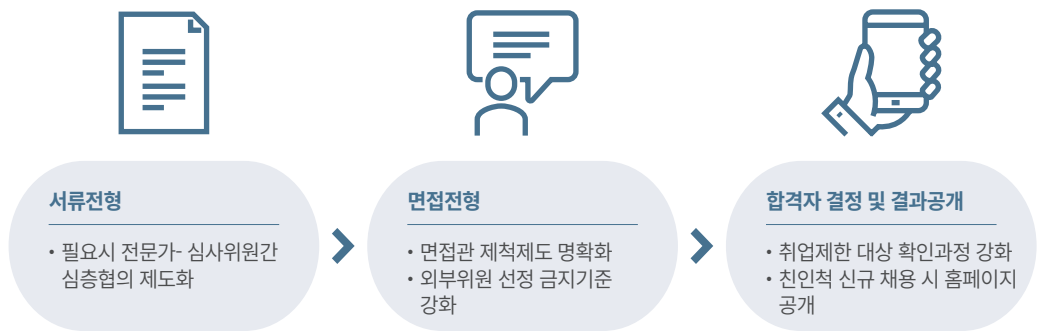 서류전형
• 필요시 전문가- 심사위원간
심층협의 제도화
면접전형
• 면접관 제척제도 명확화
• 외부위원 선정 금지기준
강화
합격자 결정 및 결과공개
• 취업제한 대상 확인과정 강화
• 친인척 신규 채용 시 홈페이지
공개